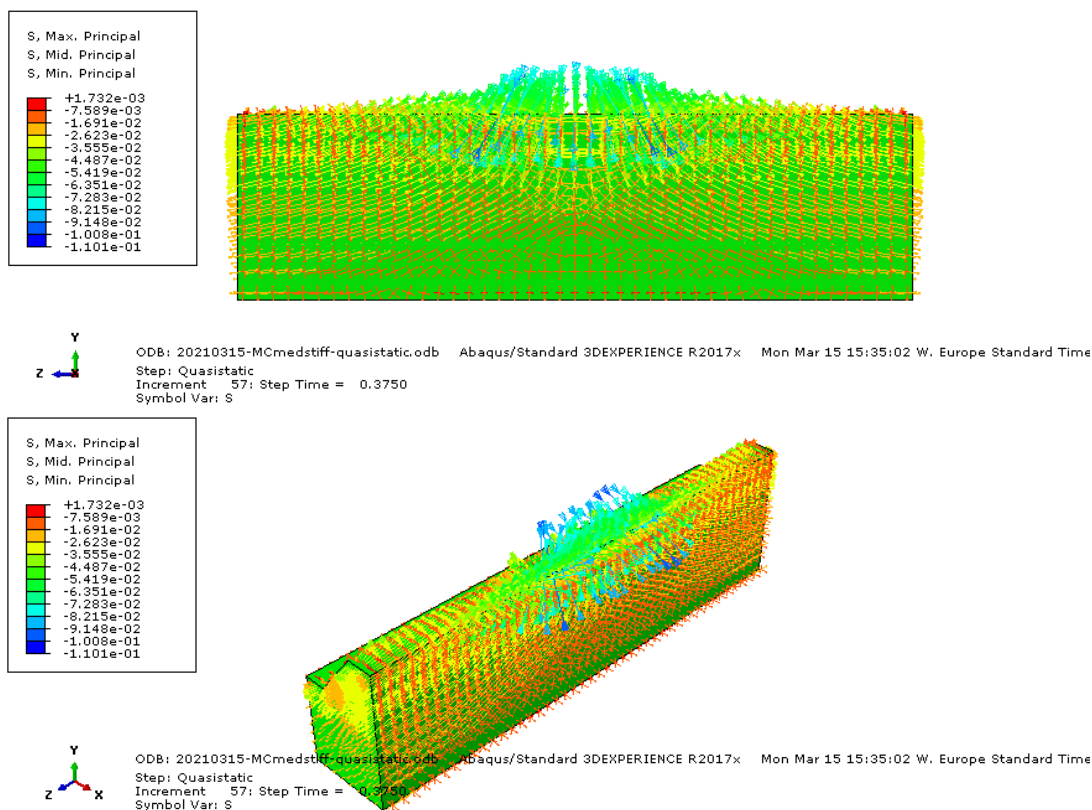 S, Max. Principal
S, Mid. Principal
S, Min. Principal
+1.732e-03
-7.589e-03
-1.691e-02
-2.623e-02
-3.555e-02
-4.487e-02
-5.419e-02
-6.351e-02
-7.283e-02
-8.215e-02
-9.148e-02
-1.008e-01
-1.101e-01
Y
Z
X
ODB: 20210315-MCmedstiff-quasistatic.odb Abaqus/Standard 3DEXPERIENCE R2017x Mon Mar 15 15:35:02 W. Europe Standard Time
Step: Quasistatic
Increment 57: Step Time = 0.3750
Symbol Var: S
S, Max. Principal
S, Mid. Principal
S, Min. Principal
+1.732e-03
-7.589e-03
-1.691e-02
-2.623e-02
-3.555e-02
-4.487e-02
-5.419e-02
-6.351e-02
-7.283e-02
-8.215e-02
-9.148e-02
-1.008e-01
-1.101e-01
Y
Z
X
ODB: 20210315-MCmedstiff-quasistatic.odb Abaqus/Standard 3DEXPERIENCE R2017x Mon Mar 15 15:35:02 W. Europe Standard Time
Step: Quasistatic
Increment 57: Step Time = 0.3750
Symbol Var: S